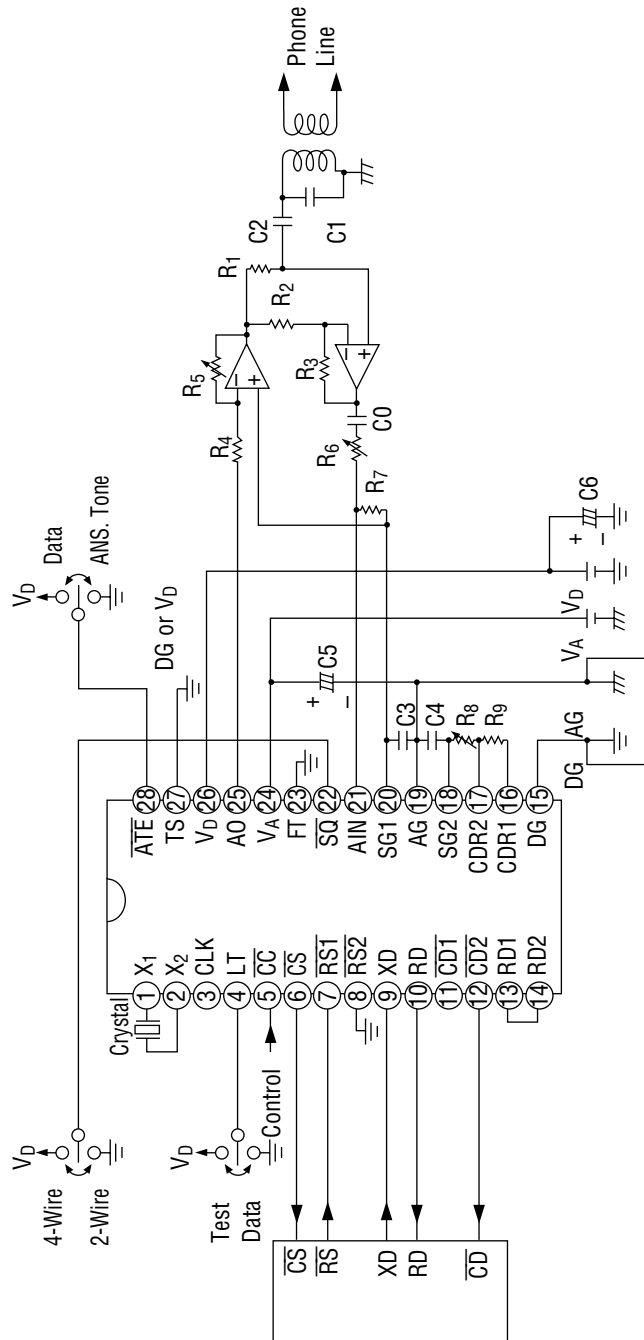 4-Wire
2-Wire
VD
VD
Data
ANS. Tone
VD
Test
Data
Crystal
Control
CS
RS
XD
RD
CD
1 X1
2 X2
3 CLK
4 LT
5 CC
6 CS
7 RS1
8 RS2
9 XD
10 RD
11 CD1
12 CD2
13 RD1
14 RD2
ATE 28
TS 27
VD 26
AO 25
VA 24
FT 23
SQ 22
AIN 21
SG1 20
AG 19
SG2 18
CDR2 17
CDR1 16
DG 15
DG or VD
R4
R5
−
+
R1
R2
R3
−
+
C0
R6
R7
C2
C1
Phone
Line
+
C5
−
C3
C4
R8
R9
DG
AG
VA
VD
+
C6
−